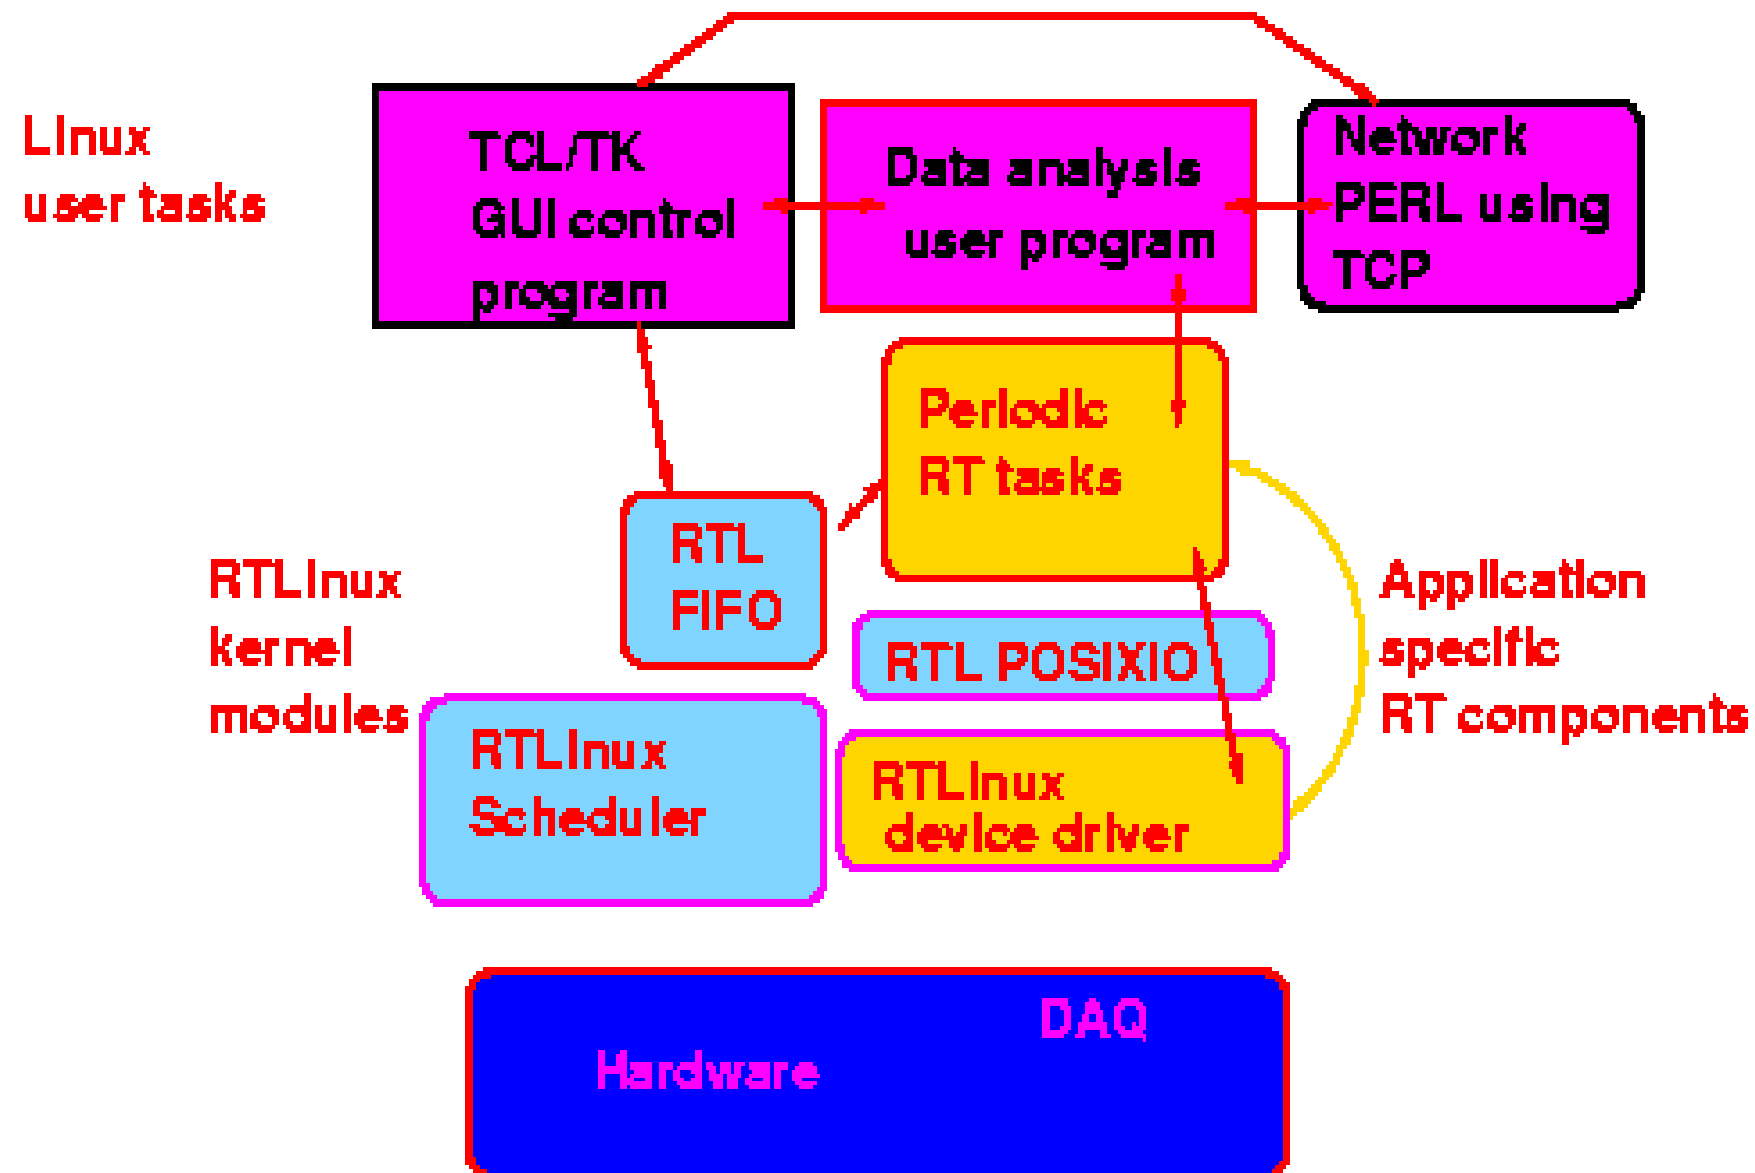 Linux
user tasks
TCL/TK
GUI control
program
Data analysis
user program
Network
PERL using
TCP
Periodic
RT tasks
RTL
FIFO
RTLinux
kernel
modules
RTL POSIXIO
Application
specific
RT components
RTLinux
Scheduler
RTLinux
device driver
DAQ
Hardware